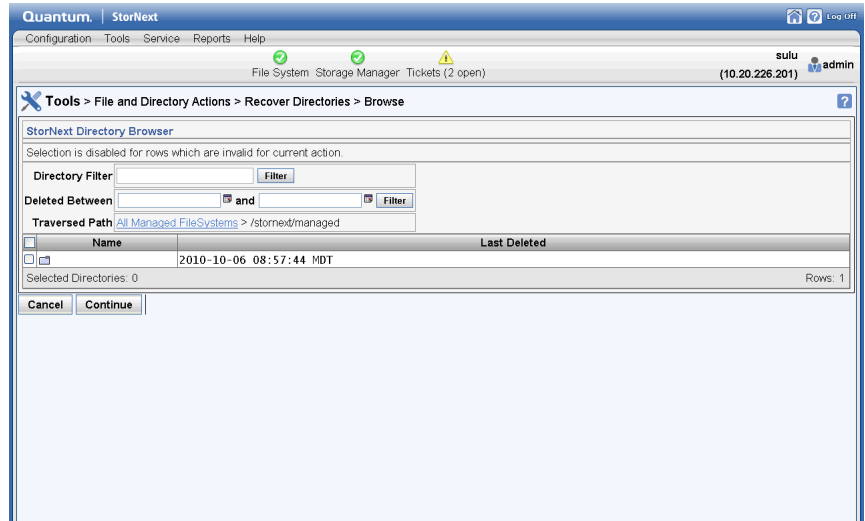 Quantum. | StorNext Log Off
Configuration Tools Service Reports Help
File System Storage Manager Tickets (2 open)
sulu
(10.20.226.201)
admin
Tools > File and Directory Actions > Recover Directories > Browse ?
StorNext Directory Browser
Selection is disabled for rows which are invalid for current action.
Directory Filter Filter
Deleted Between and Filter
Traversed Path All Managed FileSystems > /stornext/managed
Name Last Deleted
2010-10-06 08:57:44 MDT
Selected Directories: 0 Rows: 1
Cancel Continue